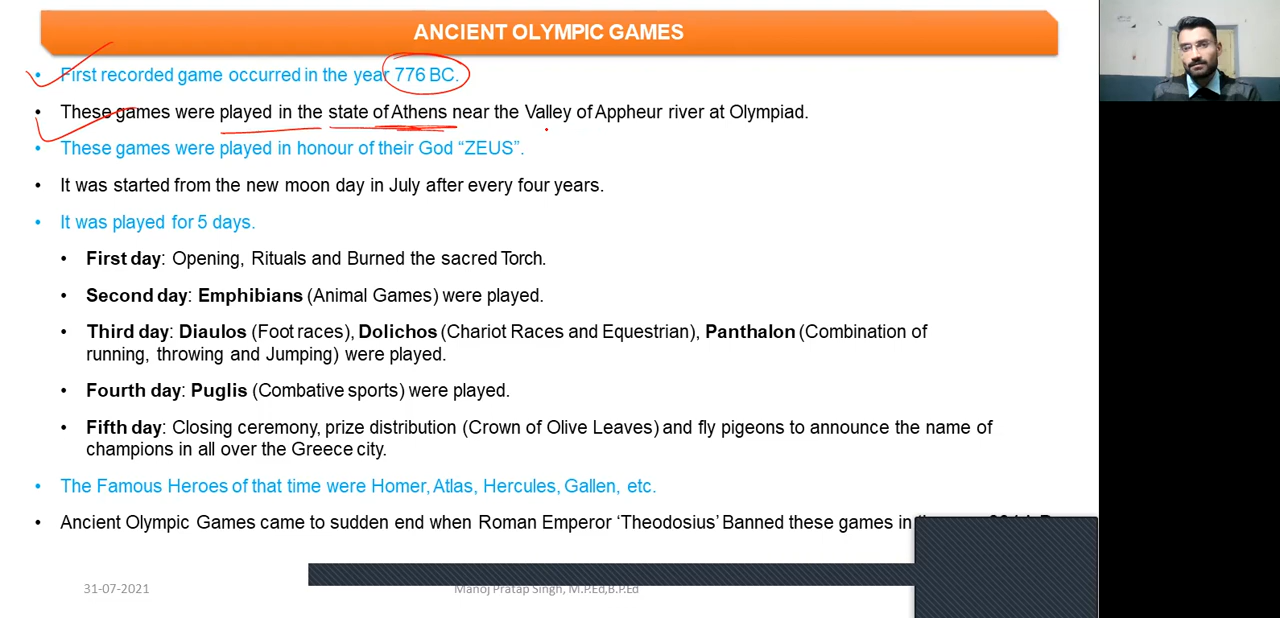 ANCIENT OLYMPIC GAMES
• First recorded game occurred in the year 776 BC.
• These games were played in the state of Athens near the Valley of Appheur river at Olympiad.
• These games were played in honour of their God “ZEUS”.
• It was started from the new moon day in July after every four years.
• It was played for 5 days.
• First day: Opening, Rituals and Burned the sacred Torch.
• Second day: Emphibians (Animal Games) were played.
• Third day: Diaulos (Foot races), Dolichos (Chariot Races and Equestrian), Panthalon (Combination of
running, throwing and Jumping) were played.
• Fourth day: Puglis (Combative sports) were played.
• Fifth day: Closing ceremony, prize distribution (Crown of Olive Leaves) and fly pigeons to announce the name of
champions in all over the Greece city.
• The Famous Heroes of that time were Homer, Atlas, Hercules, Gallen, etc.
• Ancient Olympic Games came to sudden end when Roman Emperor ‘Theodosius’ Banned these games in
31-07-2021
Manoj Pratap Singh, M.P.Ed,B.P.Ed